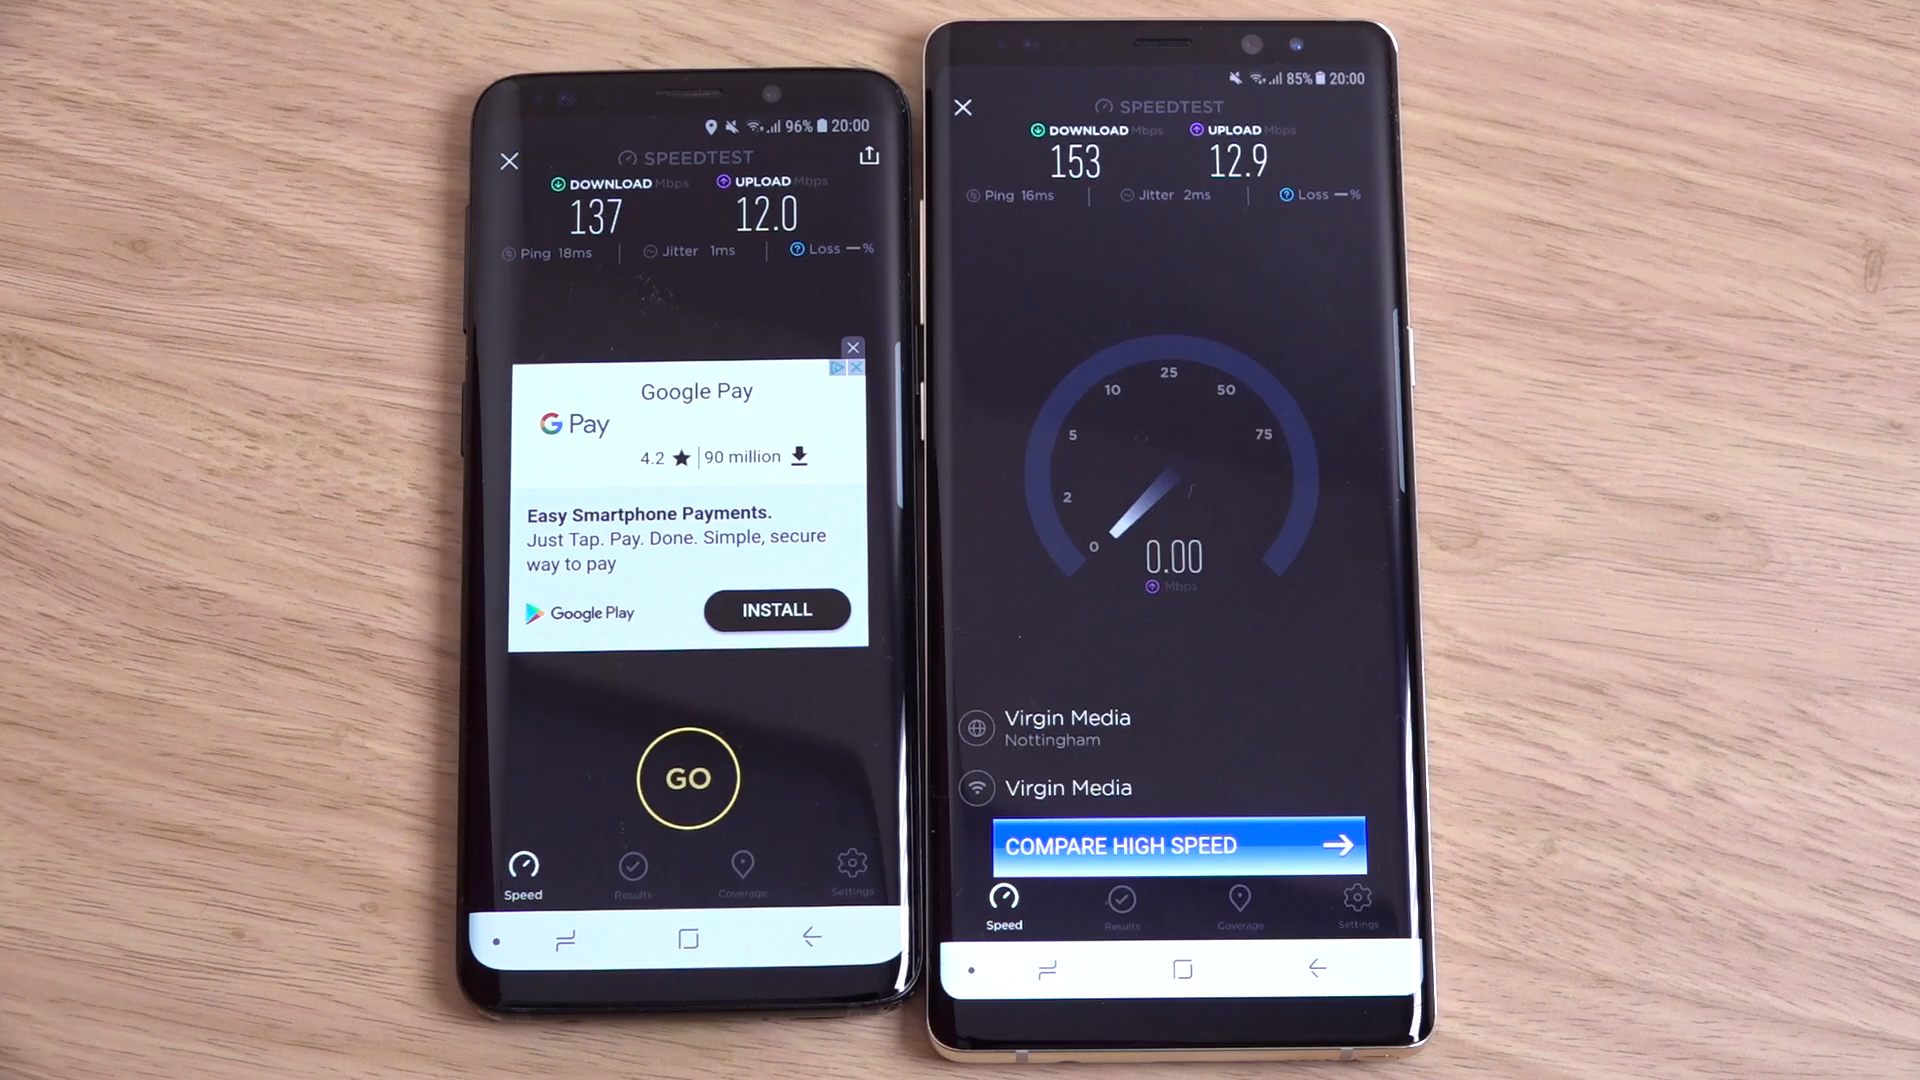 96% 20:00
SPEEDTEST
DOWNLOAD Mbps UPLOAD Mbps
137 12.0
Ping 18ms Jitter 1ms Loss —%
Google Pay
G Pay
4.2 ★ | 90 million
Easy Smartphone Payments.
Just Tap. Pay. Done. Simple, secure
way to pay
Google Play INSTALL
GO
Speed Results Coverage Settings
85% 20:00
SPEEDTEST
DOWNLOAD Mbps UPLOAD Mbps
153 12.9
Ping 16ms Jitter 2ms Loss —%
25
10 50
5 75
2
0
0.00
Mbps
Virgin Media
Nottingham
Virgin Media
COMPARE HIGH SPEED
Speed Results Coverage Settings